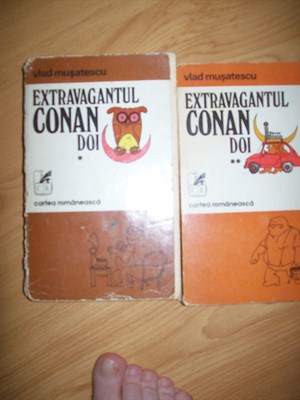 vlad mușatescu
EXTRAVAGANTUL
CONAN
DOI
*
cartea românească
vlad mușatescu
EXTRAVAGANTUL
CONAN
DOI
**
cartea românească